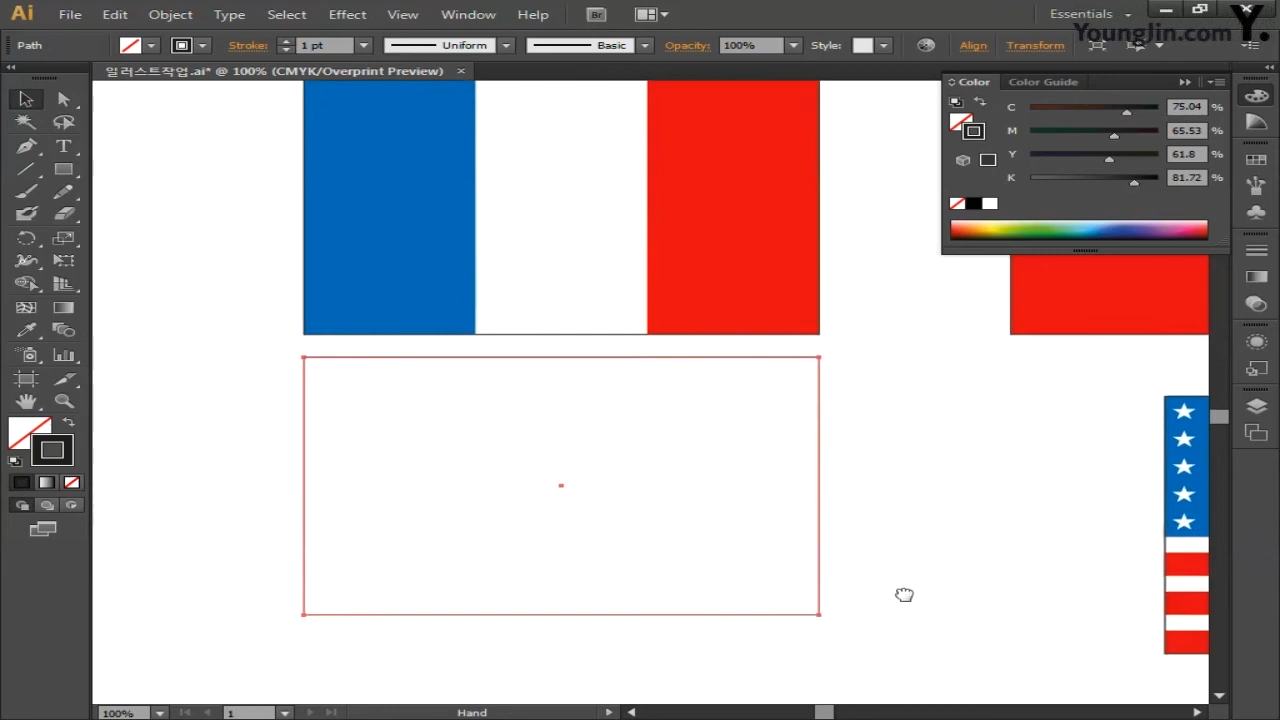 Ai File Edit Object Type Select Effect View Window Help Br Essentials
YoungJin.com Y.
Path Stroke: 1 pt Uniform Basic Opacity: 100% Style: Align Transform
일러스트작업.ai* @ 100% (CMYK/Overprint Preview) ×
Color Color Guide
C 75.04 %
M 65.53 %
Y 61.8 %
K 81.72 %
100% 1 Hand